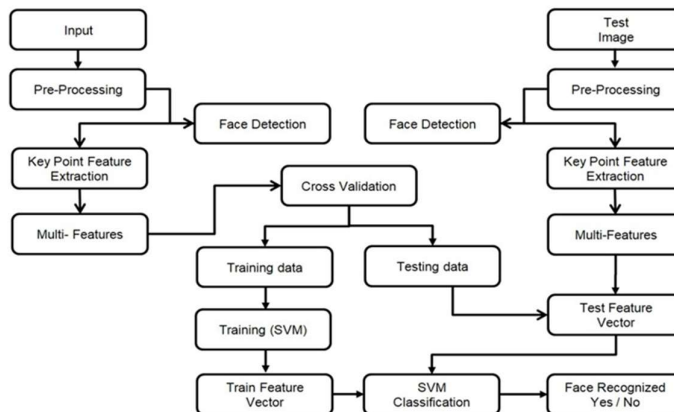 Input
Test
Image
Pre-Processing
Pre-Processing
Face Detection
Face Detection
Key Point Feature
Extraction
Key Point Feature
Extraction
Cross Validation
Multi- Features
Multi-Features
Training data
Testing data
Training (SVM)
Test Feature
Vector
Train Feature
Vector
SVM
Classification
Face Recognized
Yes / No